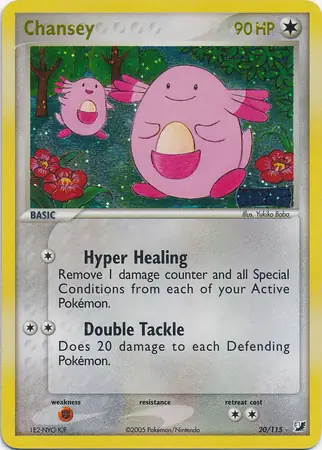 Chansey 90 HP
BASIC Illus. Yukiko Baba
Hyper Healing
Remove 1 damage counter and all Special
Conditions from each of your Active
Pokémon.
Double Tackle
Does 20 damage to each Defending
Pokémon.
weakness resistance retreat cost
©2005 Pokémon/Nintendo 20/115